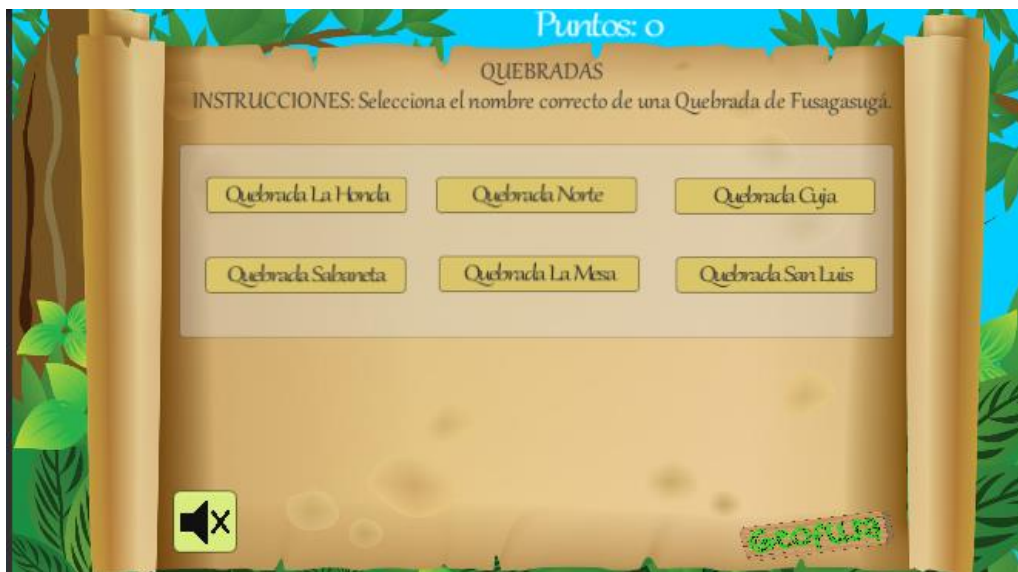 Puntos: 0
QUEBRADAS
INSTRUCCIONES: Selecciona el nombre correcto de una Quebrada de Fusagasugá.
Quebrada La Honda
Quebrada Norte
Quebrada Cuja
Quebrada Sabaneta
Quebrada La Mesa
Quebrada San Luis
X
Geofusa